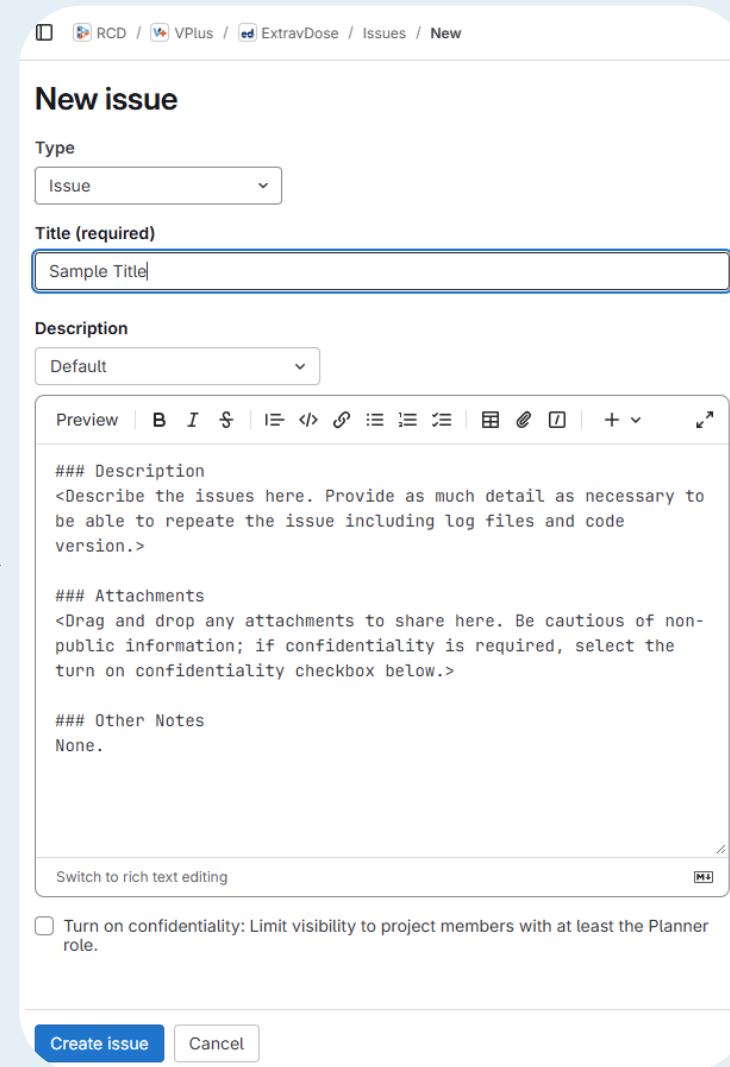 RCD / V+ VPlus / ed ExtravDose / Issues / New
New issue
Type
Issue
Title (required)
Sample Title
Description
Default
Preview B I S
### Description
<Describe the issues here. Provide as much detail as necessary to
be able to repeat the issue including log files and code
version.>
### Attachments
<Drag and drop any attachments to share here. Be cautious of non-
public information; if confidentiality is required, select the
turn on confidentiality checkbox below.>
### Other Notes
None.
Switch to rich text editing M↓
Turn on confidentiality: Limit visibility to project members with at least the Planner
role.
Create issue Cancel